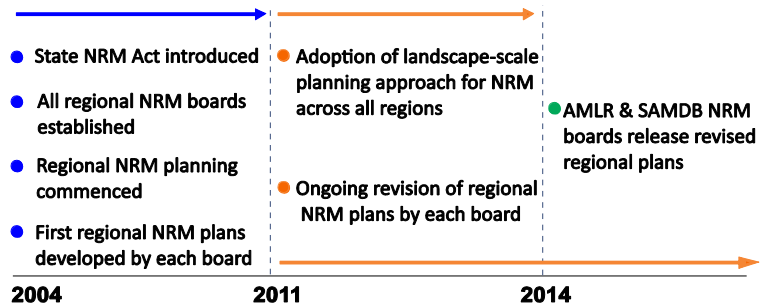 State NRM Act introduced
All regional NRM boards
established
Regional NRM planning
commenced
First regional NRM plans
developed by each board
Adoption of landscape-scale
planning approach for NRM
across all regions
Ongoing revision of regional
NRM plans by each board
AMLR & SAMDB NRM
boards release revised
regional plans
2004
2011
2014